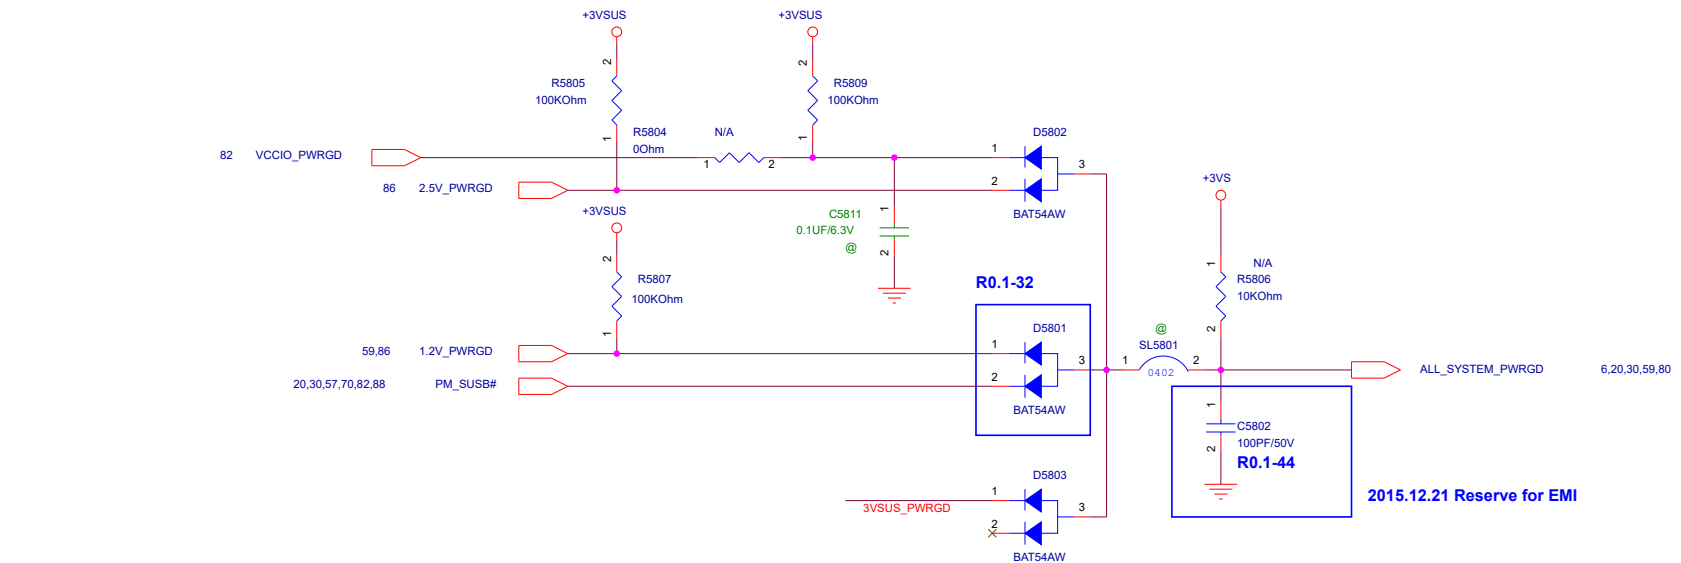 +3VSUS
+3VSUS
2
2
R5805
100KOhm
R5809
100KOhm
1
1
R5804
0Ohm
N/A
D5802
82 VCCIO_PWRGD
1
2
1
3
86 2.5V_PWRGD
2
+3VS
+3VSUS
C5811
0.1UF/6.3V
@
1
2
BAT54AW
2
R5807
100KOhm
1
R0.1-32
1
N/A
R5806
10KOhm
2
D5801
@
SL5801
59,86 1.2V_PWRGD
1
3
1
2
0402
ALL_SYSTEM_PWRGD 6,20,30,59,80
20,30,57,70,82,88 PM_SUSB#
2
BAT54AW
1
C5802
100PF/50V
2
R0.1-44
D5803
1
3VSUS_PWRGD
3
2
BAT54AW
2015.12.21 Reserve for EMI